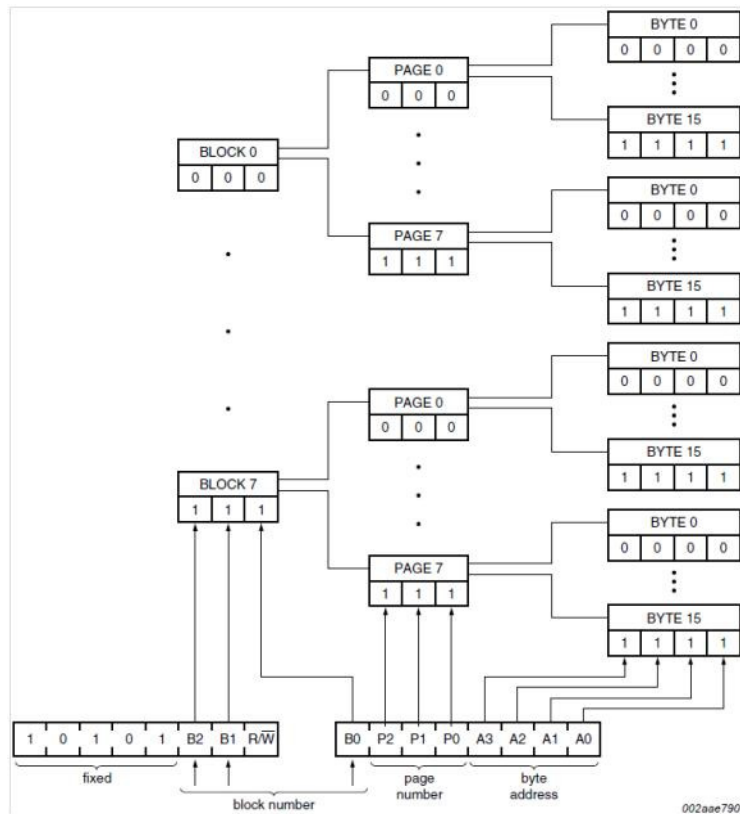 BYTE 0
0 0 0 0
PAGE 0
0 0 0
BYTE 15
1 1 1 1
BLOCK 0
0 0 0
BYTE 0
0 0 0 0
PAGE 7
1 1 1
BYTE 15
1 1 1 1
BYTE 0
0 0 0 0
PAGE 0
0 0 0
BYTE 15
1 1 1 1
BLOCK 7
1 1 1
BYTE 0
0 0 0 0
PAGE 7
1 1 1
BYTE 15
1 1 1 1
1 0 1 0 1 B2 B1 R/W̅ B0 P2 P1 P0 A3 A2 A1 A0
fixed
block number
page
number
byte
address
002aae790